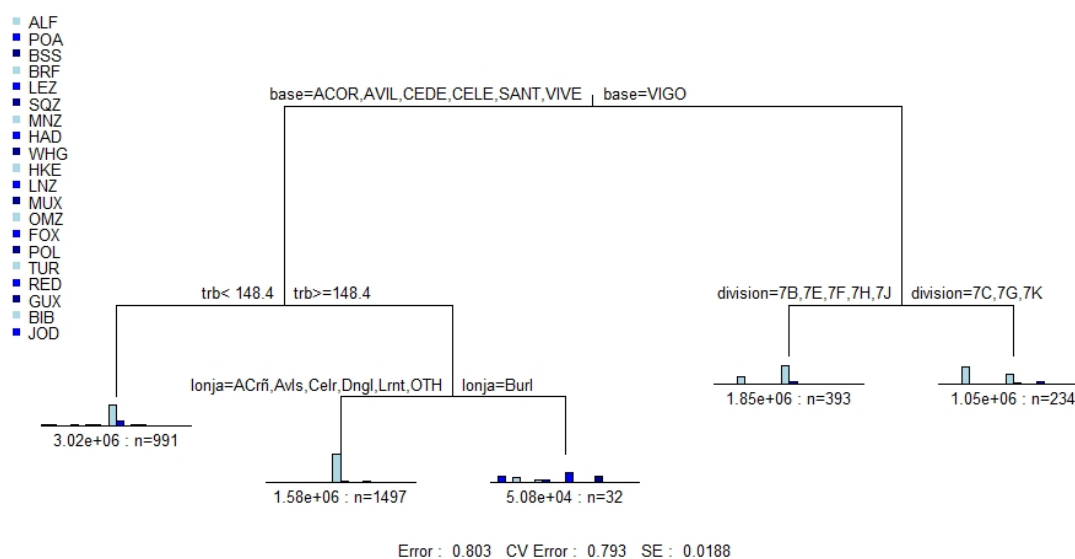 ALF
POA
BSS
BRF
LEZ
SQZ
MNZ
HAD
WHG
HKE
LNZ
MUX
OMZ
FOX
POL
TUR
RED
GUX
BIB
JOD
base=ACOR,AVIL,CEDE,CELE,SANT,VIVE base=VIGO
trb< 148.4 trb>=148.4
division=7B,7E,7F,7H,7J division=7C,7G,7K
lonja=ACrñ,Avls,Celr,Dngl,Lrnt,OTH lonja=Burl
3.02e+06 : n=991
1.58e+06 : n=1497
5.08e+04 : n=32
1.85e+06 : n=393
1.05e+06 : n=234
Error : 0.803 CV Error : 0.793 SE : 0.0188